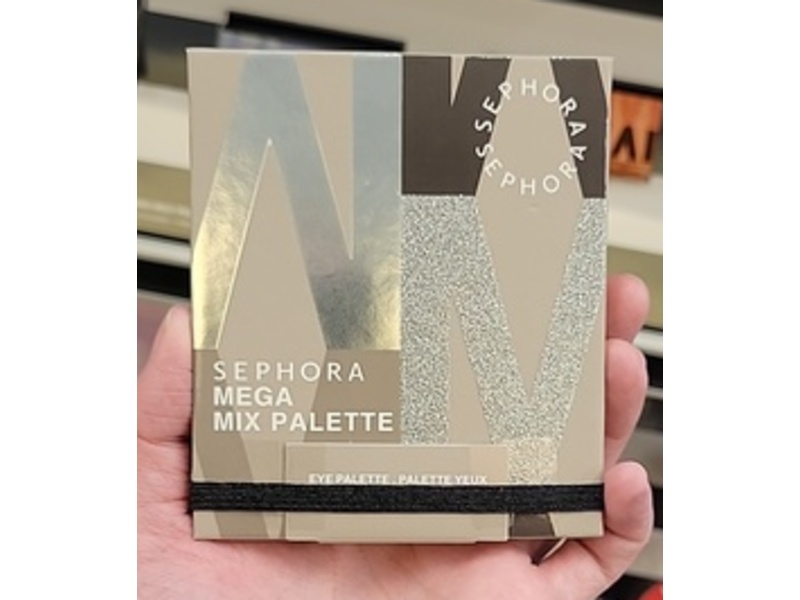 SEPHORA SEPHORA
SEPHORA
MEGA
MIX PALETTE
EYE PALETTE . PALETTE YEUX